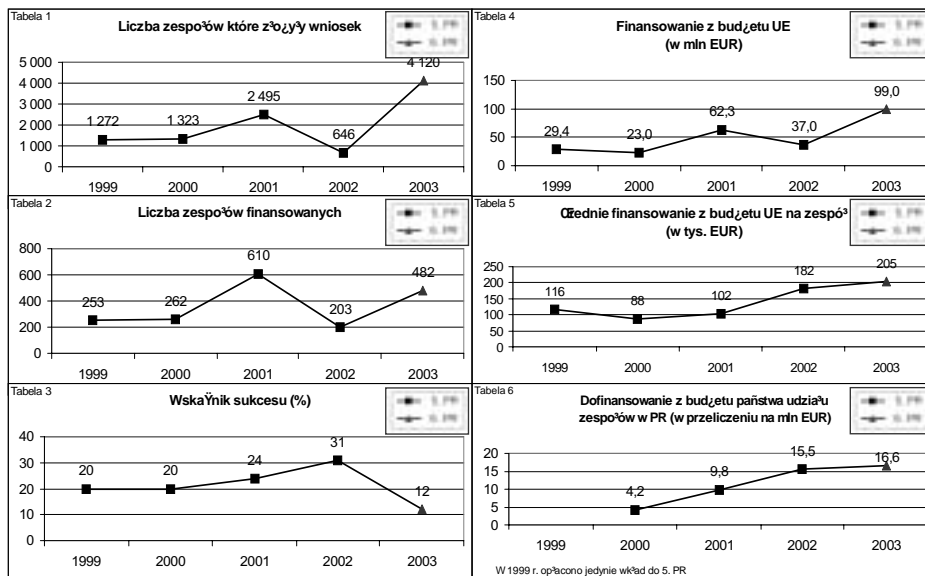 Tabela 1
Liczba zespo³ów które z³o¿y³y wniosek
5 000
4 000
3 000
2 000
1 000
0
1 272
1 323
2 495
646
4 120
1999 2000 2001 2002 2003
Tabela 4
Finansowanie z bud¿etu UE
(w mln EUR)
150
100
50
0
29,4
23,0
62,3
37,0
99,0
1999 2000 2001 2002 2003
Tabela 2
Liczba zespo³ów finansowanych
800
600
400
200
0
253
262
610
203
482
1999 2000 2001 2002 2003
Tabela 5
Œrednie finansowanie z bud¿etu UE na zespó³
(w tys. EUR)
250
200
150
100
50
0
116
88
102
182
205
1999 2000 2001 2002 2003
Tabela 3
WskaŸnik sukcesu (%)
40
30
20
10
0
20
20
24
31
12
1999 2000 2001 2002 2003
Tabela 6
Dofinansowanie z bud¿etu pañstwa udzia³u
zespo³ów w PR (w przeliczeniu na mln EUR)
20
15
10
5
0
4,2
9,8
15,5
16,6
1999 2000 2001 2002 2003
W 1999 r. op³acono jedynie wk³ad do 5. PR